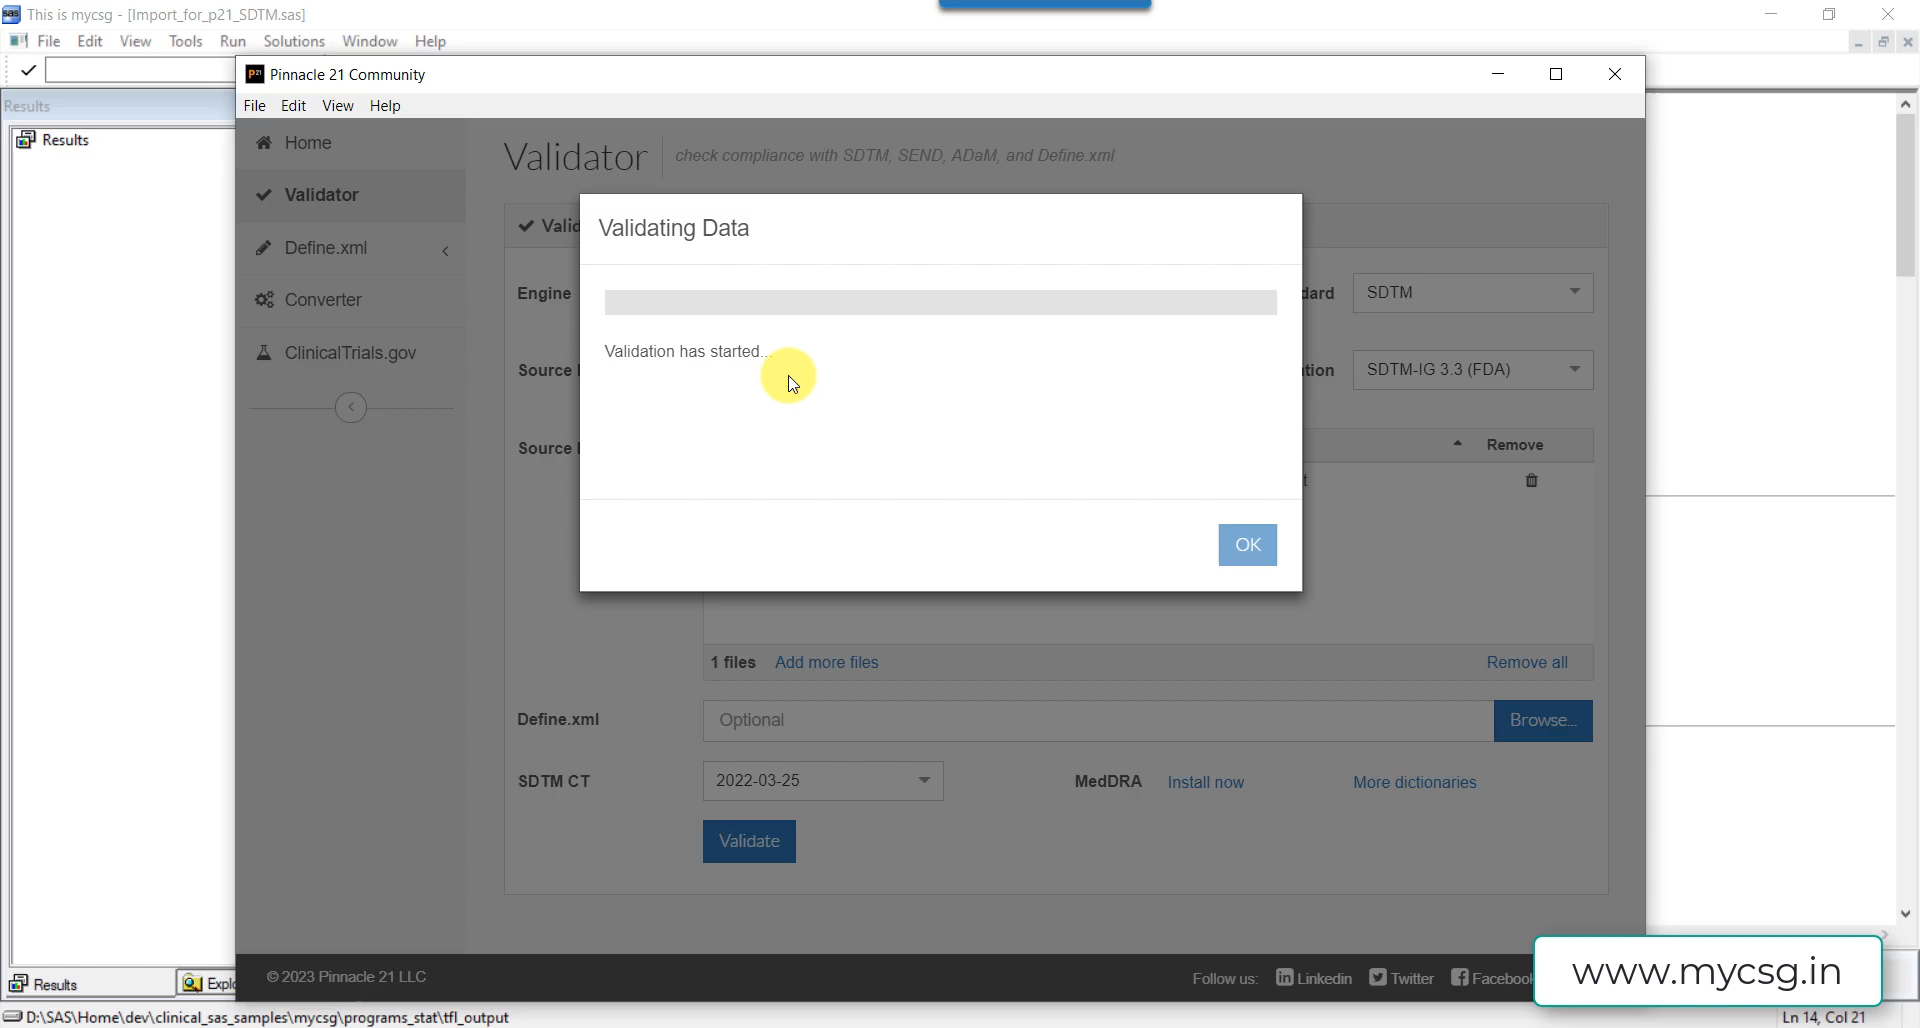 This is mycsg - [Import_for_p21_SDTM.sas]
File Edit View Tools Run Solutions Window Help
Pinnacle 21 Community
File Edit View Help
Results
Results
Home
Validator
Define.xml
Converter
ClinicalTrials.gov
Validator check compliance with SDTM, SEND, ADaM, and Define.xml
Validating Data
Validation has started...
OK
Engine
SDTM
Source
SDTM-IG 3.3 (FDA)
Source
Remove
1 files Add more files Remove all
Define.xml Optional Browse...
SDTM CT 2022-03-25 MedDRA Install now More dictionaries
Validate
© 2023 Pinnacle 21 LLC
Follow us: Linkedin Twitter Facebook
www.mycsg.in
Results
D:\SAS\Home\dev\clinical_sas_samples\mycsg\programs_stat\tfl_output
Ln 14, Col 21